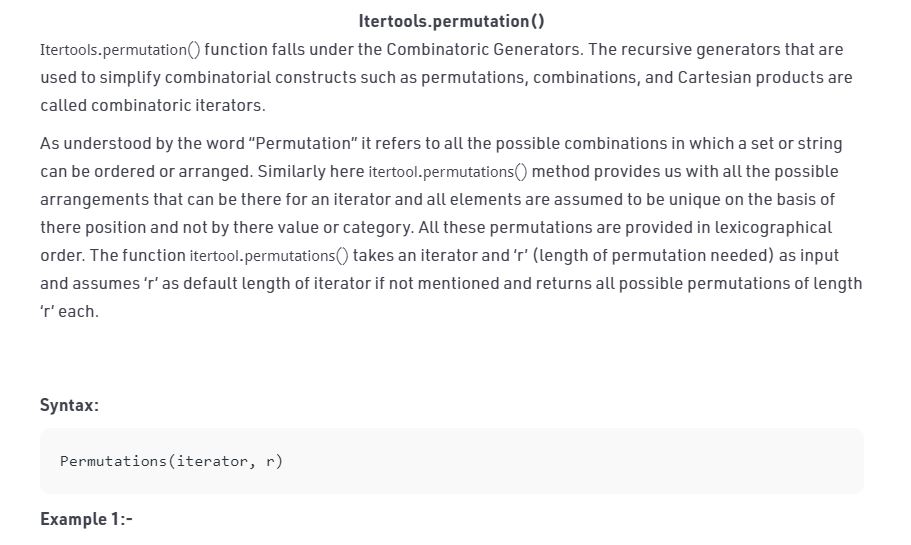 Itertools.permutation()
Itertools.permutation() function falls under the Combinatoric Generators. The recursive generators that are
used to simplify combinatorial constructs such as permutations, combinations, and Cartesian products are
called combinatoric iterators.
As understood by the word “Permutation” it refers to all the possible combinations in which a set or string
can be ordered or arranged. Similarly here itertool.permutations() method provides us with all the possible
arrangements that can be there for an iterator and all elements are assumed to be unique on the basis of
there position and not by there value or category. All these permutations are provided in lexicographical
order. The function itertool.permutations() takes an iterator and ‘r’ (length of permutation needed) as input
and assumes ‘r’ as default length of iterator if not mentioned and returns all possible permutations of length
‘r’ each.
Syntax:
Permutations(iterator, r)
Example 1:-